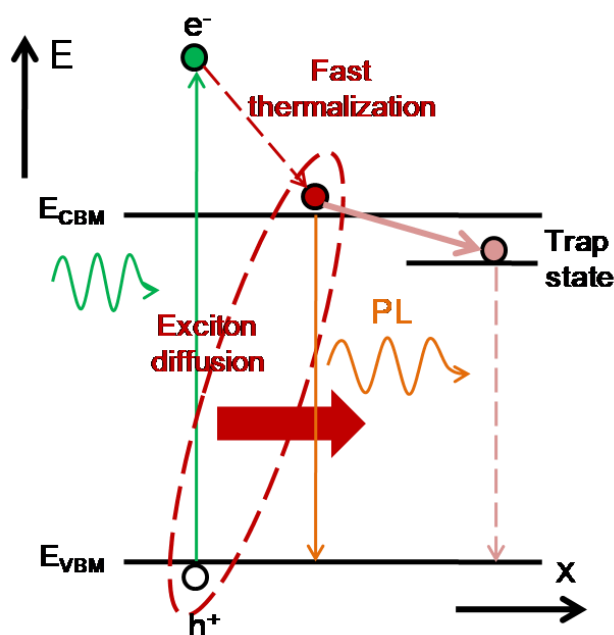 e⁻
E
Fast
thermalization
E_CBM
Trap
state
PL
Exciton
diffusion
E_VBM
x
h⁺